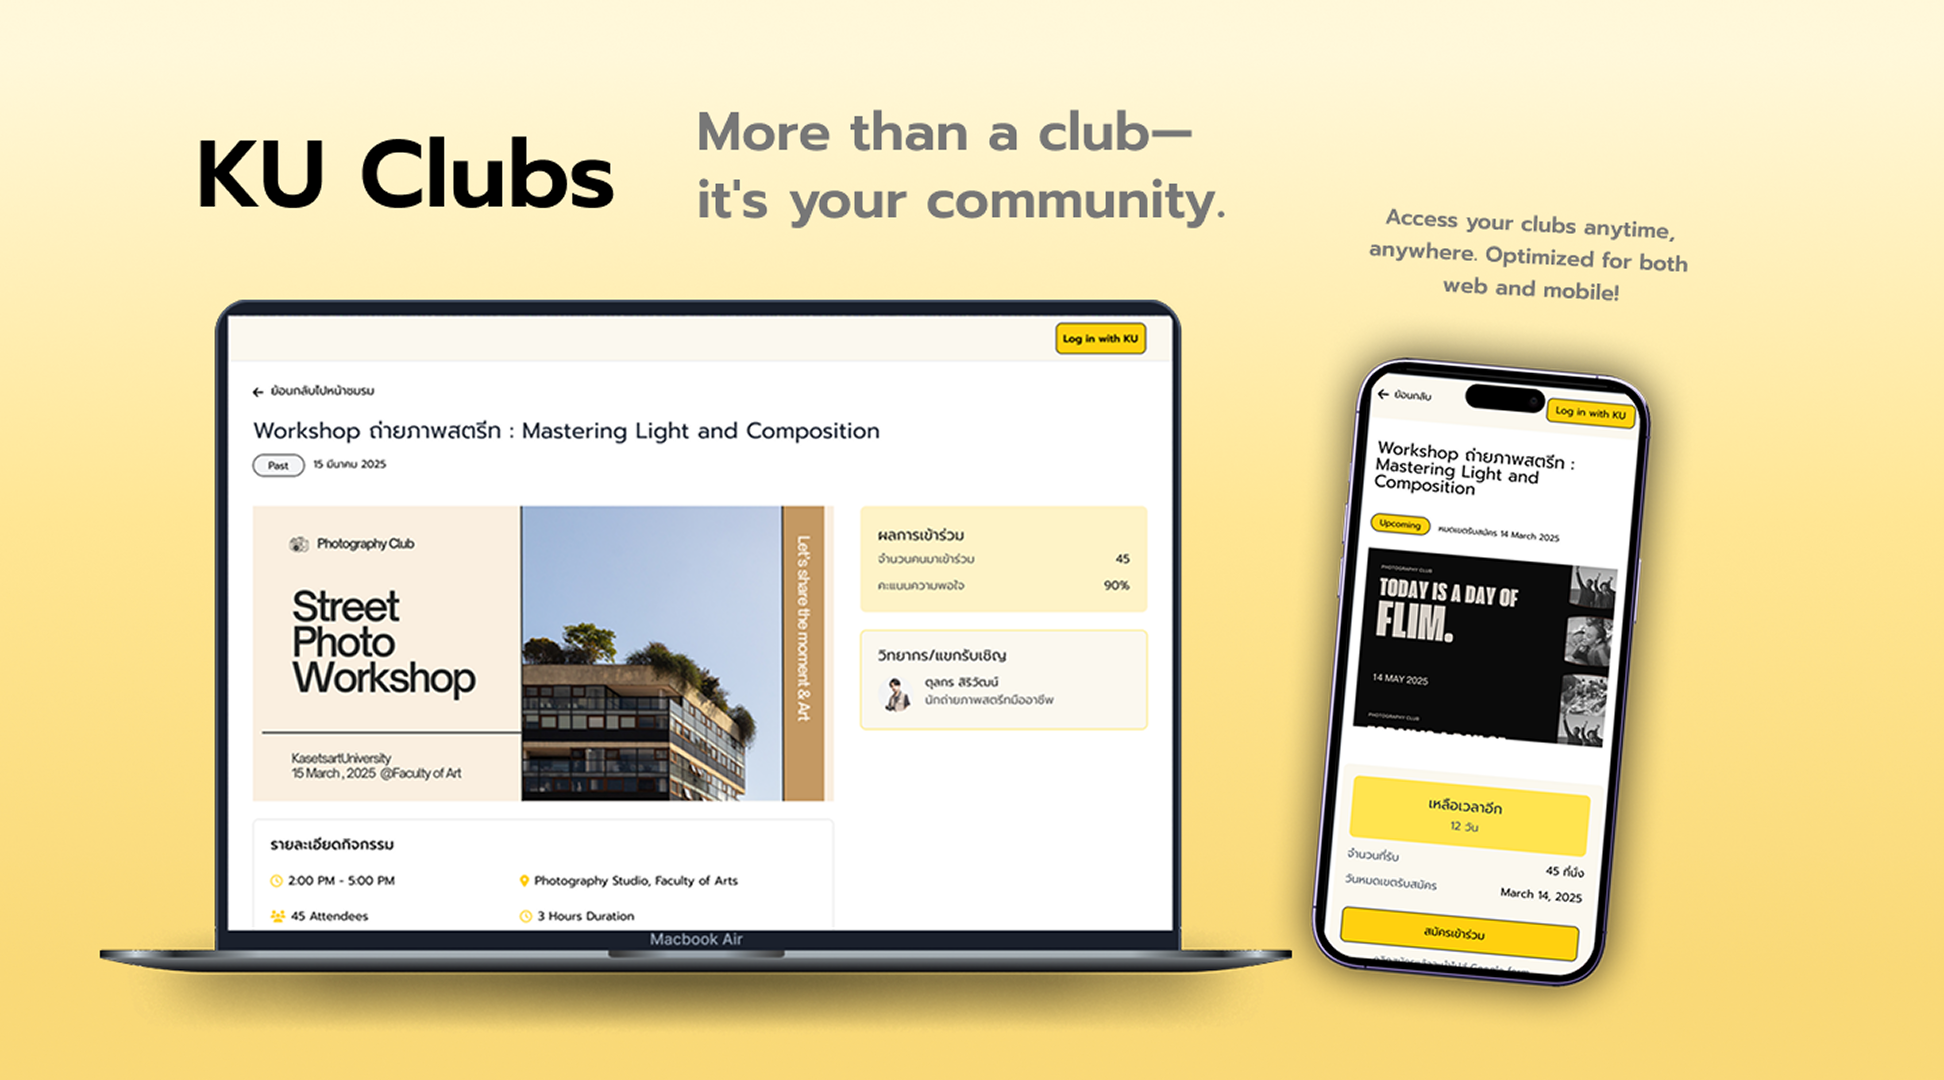 KU Clubs
More than a club—
it's your community.
Access your clubs anytime,
anywhere. Optimized for both
web and mobile!
Log in with KU
← ย้อนกลับไปหน้าชมรม
Workshop ถ่ายภาพสตรีท : Mastering Light and Composition
Past 15 มีนาคม 2025
Photography Club
Street
Photo
Workshop
KasetsartUniversity
15 March , 2025 @Faculty of Art
Let's share the moment & Art
ผลการเข้าร่วม
จำนวนคนมาเข้าร่วม 45
คะแนนความพอใจ 90%
วิทยากร/แขกรับเชิญ
ตุลกร สิริวัฒน์
นักถ่ายภาพสตรีทมืออาชีพ
รายละเอียดกิจกรรม
2:00 PM - 5:00 PM
Photography Studio, Faculty of Arts
45 Attendees
3 Hours Duration
Macbook Air
← ย้อนกลับ
Log in with KU
Workshop ถ่ายภาพสตรีท :
Mastering Light and
Composition
Upcoming หมดเขตรับสมัคร 14 March 2025
PHOTOGRAPHY CLUB
TODAY IS A DAY OF
FLIM.
14 MAY 2025
PHOTOGRAPHY CLUB
เหลือเวลาอีก
12 วัน
จำนวนที่รับ 45 ที่นั่ง
วันหมดเขตรับสมัคร March 14, 2025
สมัครเข้าร่วม